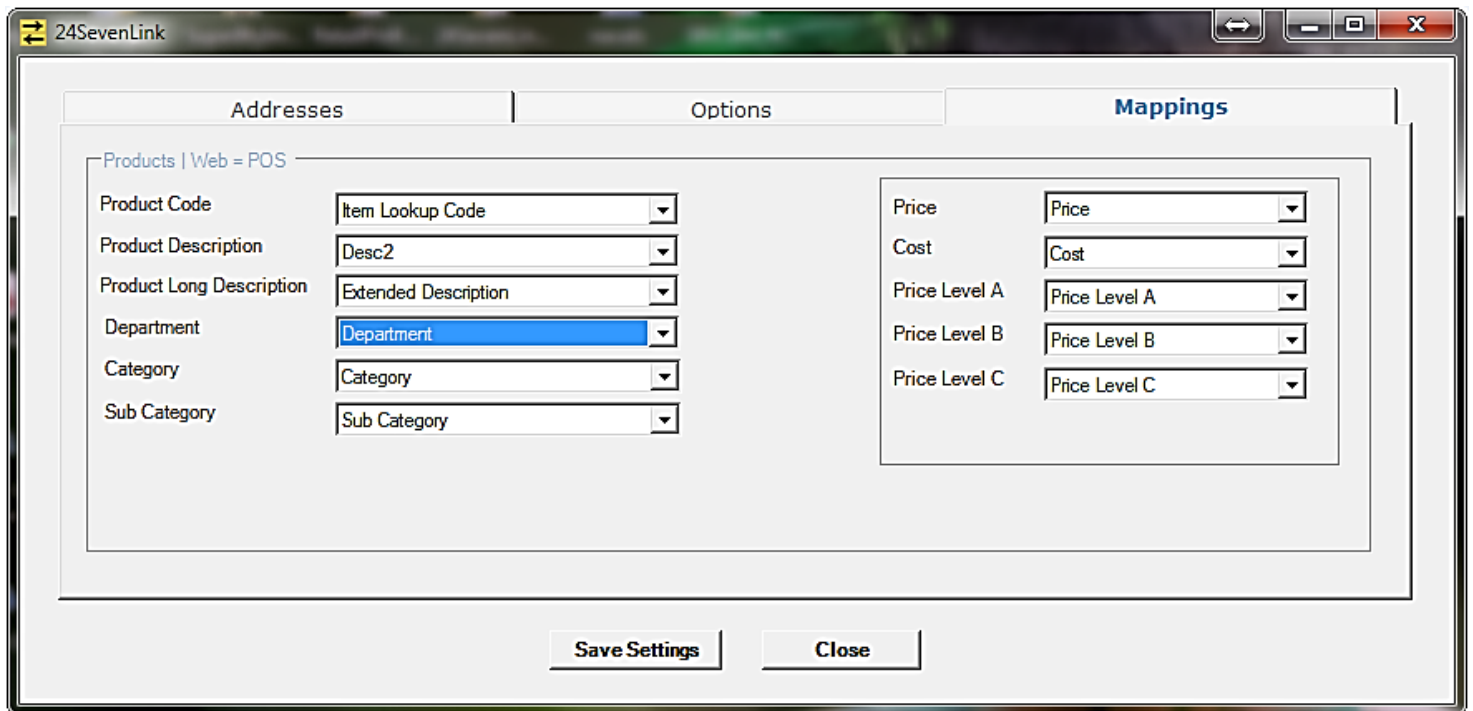 24SevenLink
Addresses Options Mappings
Products | Web = POS
Product Code Item Lookup Code
Product Description Desc2
Product Long Description Extended Description
Department Department
Category Category
Sub Category Sub Category
Price Price
Cost Cost
Price Level A Price Level A
Price Level B Price Level B
Price Level C Price Level C
Save Settings Close